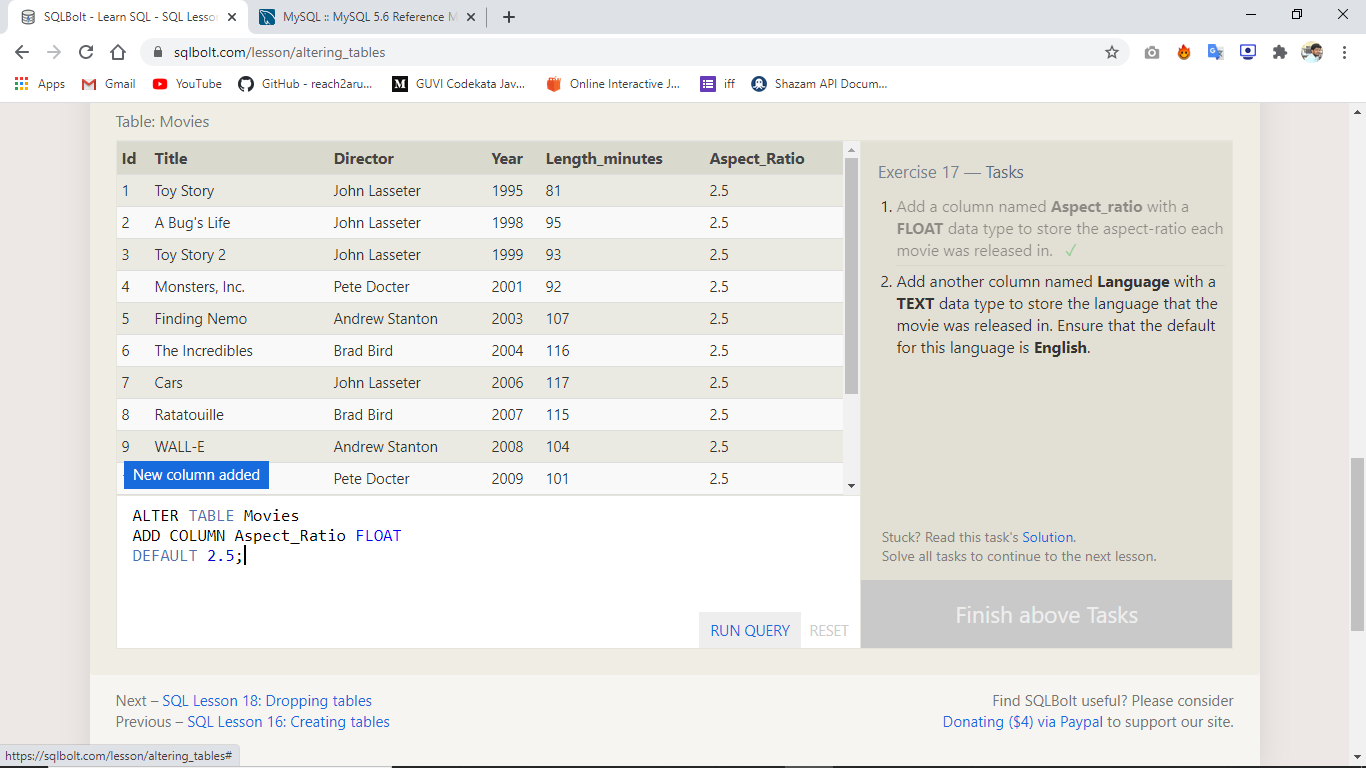 SQLBolt - Learn SQL - SQL Lesson
MySQL :: MySQL 5.6 Reference M
sqlbolt.com/lesson/altering_tables
Apps Gmail YouTube GitHub - reach2aru... GUVI Codekata Jav... Online Interactive J... iff Shazam API Docum...
Table: Movies
Id Title Director Year Length_minutes Aspect_Ratio
1 Toy Story John Lasseter 1995 81 2.5
2 A Bug's Life John Lasseter 1998 95 2.5
3 Toy Story 2 John Lasseter 1999 93 2.5
4 Monsters, Inc. Pete Docter 2001 92 2.5
5 Finding Nemo Andrew Stanton 2003 107 2.5
6 The Incredibles Brad Bird 2004 116 2.5
7 Cars John Lasseter 2006 117 2.5
8 Ratatouille Brad Bird 2007 115 2.5
9 WALL-E Andrew Stanton 2008 104 2.5
Pete Docter 2009 101 2.5
New column added
ALTER TABLE Movies
ADD COLUMN Aspect_Ratio FLOAT
DEFAULT 2.5;
RUN QUERY RESET
Exercise 17 — Tasks
1. Add a column named Aspect_ratio with a
FLOAT data type to store the aspect-ratio each
movie was released in. ✓
2. Add another column named Language with a
TEXT data type to store the language that the
movie was released in. Ensure that the default
for this language is English.
Stuck? Read this task's Solution.
Solve all tasks to continue to the next lesson.
Finish above Tasks
Next – SQL Lesson 18: Dropping tables
Previous – SQL Lesson 16: Creating tables
Find SQLBolt useful? Please consider
Donating ($4) via Paypal to support our site.
https://sqlbolt.com/lesson/altering_tables#